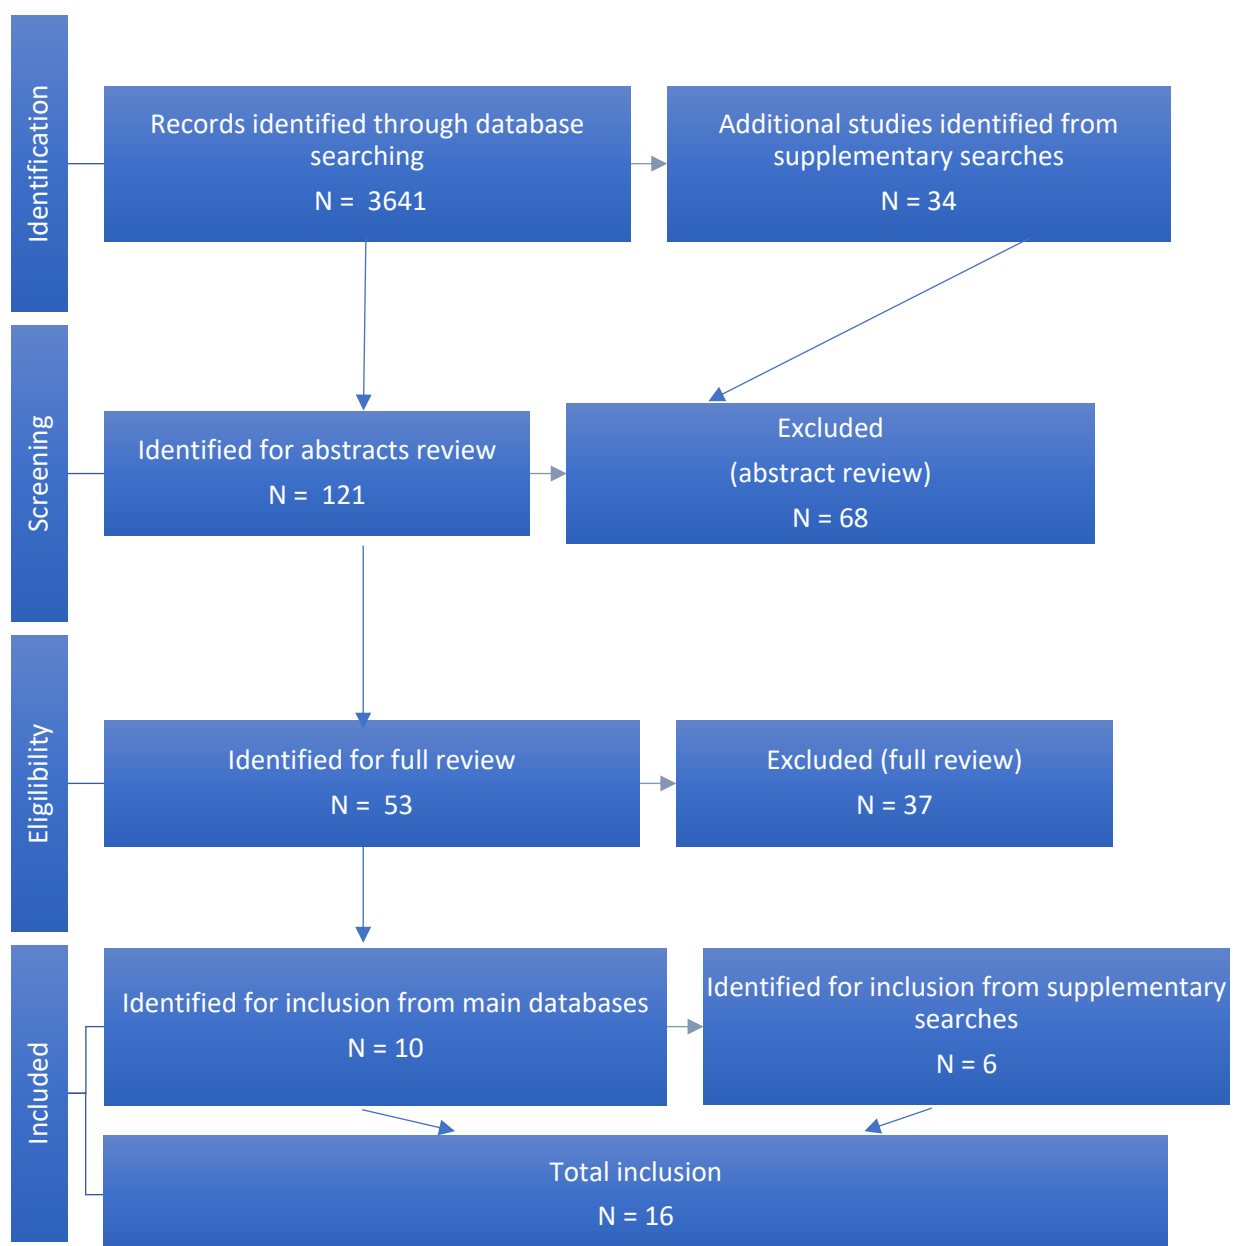 Identification
Records identified through database
searching
N =  3641
Additional studies identified from
supplementary searches
N = 34
Screening
Identified for abstracts review
N =  121
Excluded
(abstract review)
N = 68
Eligibility
Identified for full review
N =  53
Excluded (full review)
N = 37
Included
Identified for inclusion from main databases
N = 10
Identified for inclusion from supplementary
searches
N = 6
Total inclusion
N = 16